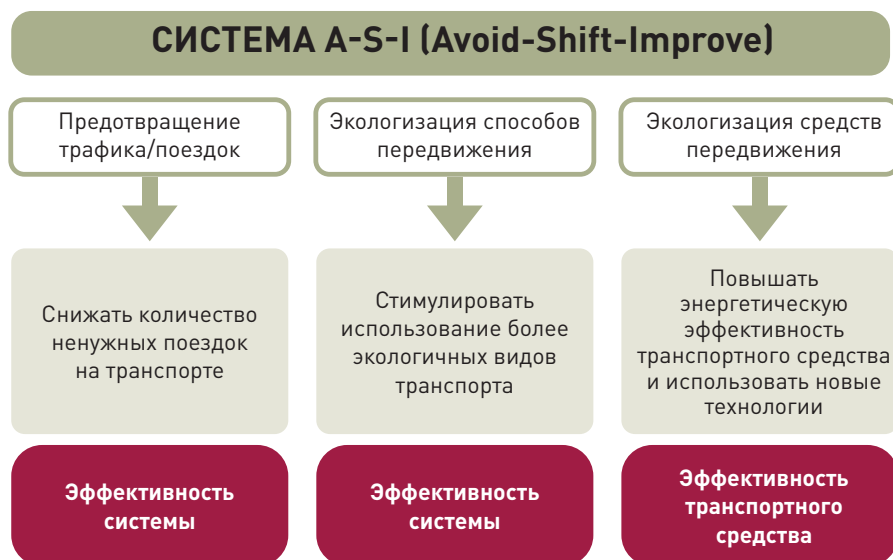 СИСТЕМА A-S-I (Avoid-Shift-Improve)
Предотвращение
трафика/поездок
Экологизация способов
передвижения
Экологизация средств
передвижения
Снижать количество
ненужных поездок
на транспорте
Стимулировать
использование более
экологичных видов
транспорта
Повышать
энергетическую
эффективность
транспортного средства
и использовать новые
технологии
Эффективность
системы
Эффективность
системы
Эффективность
транспортного
средства